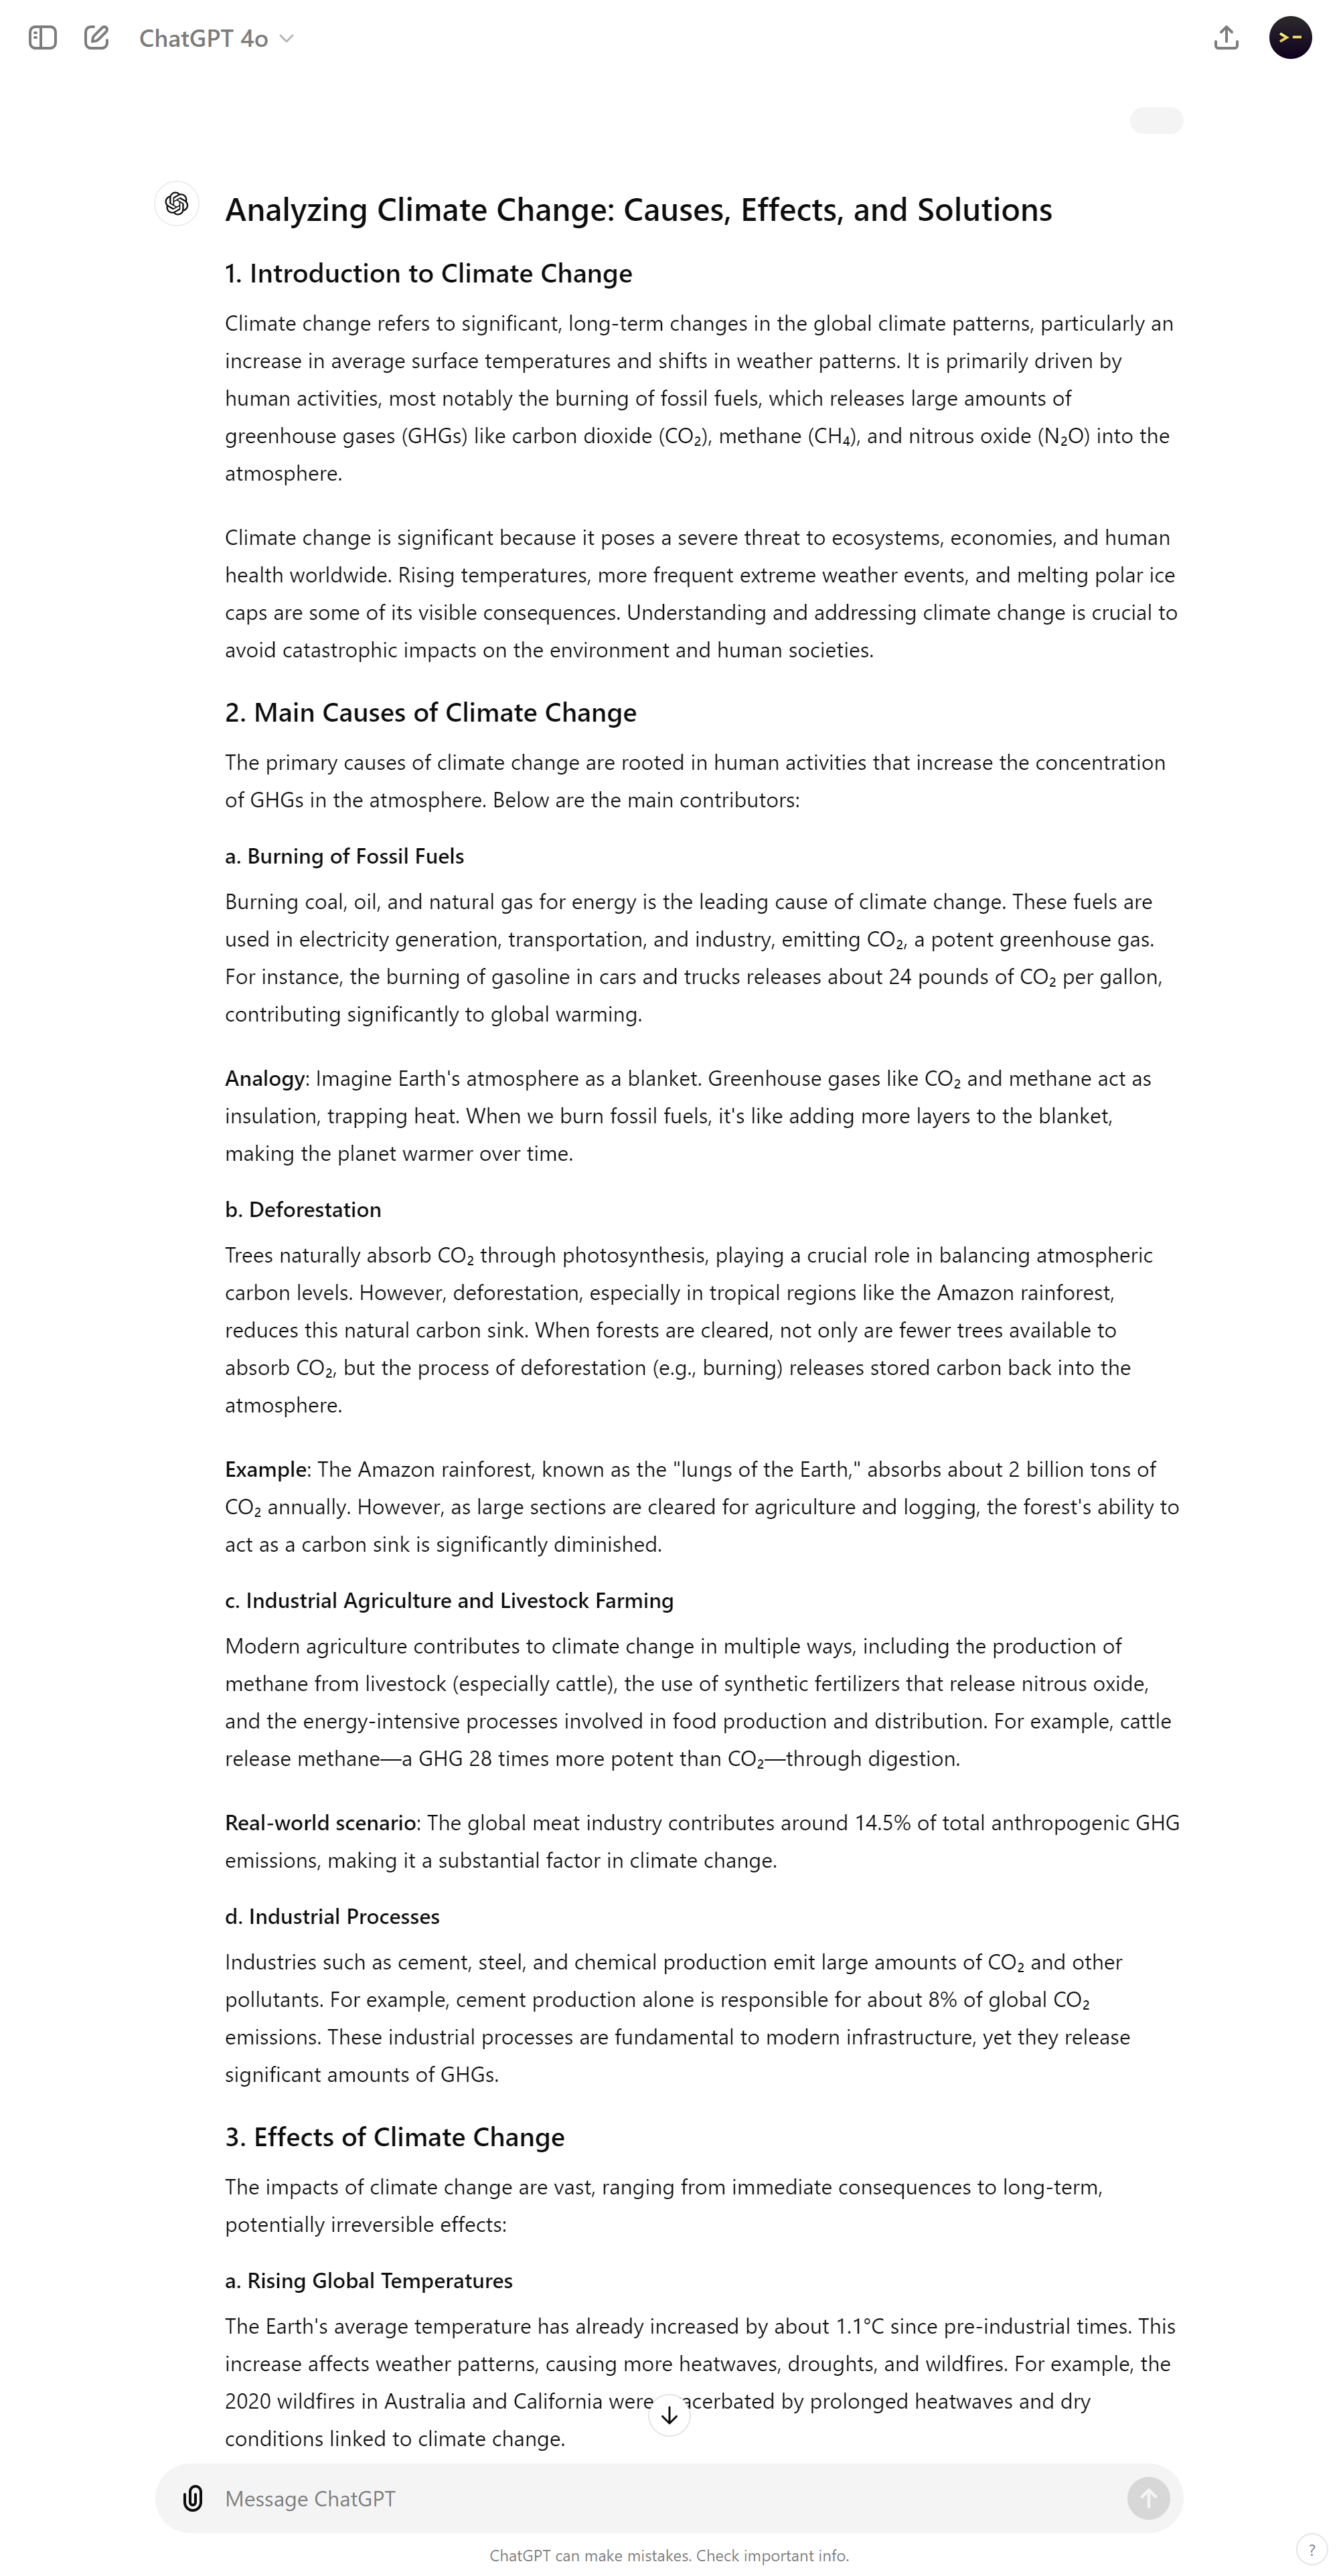 ChatGPT 4o
Analyzing Climate Change: Causes, Effects, and Solutions
1. Introduction to Climate Change
Climate change refers to significant, long-term changes in the global climate patterns, particularly an
increase in average surface temperatures and shifts in weather patterns. It is primarily driven by
human activities, most notably the burning of fossil fuels, which releases large amounts of
greenhouse gases (GHGs) like carbon dioxide (CO₂), methane (CH₄), and nitrous oxide (N₂O) into the
atmosphere.
Climate change is significant because it poses a severe threat to ecosystems, economies, and human
health worldwide. Rising temperatures, more frequent extreme weather events, and melting polar ice
caps are some of its visible consequences. Understanding and addressing climate change is crucial to
avoid catastrophic impacts on the environment and human societies.
2. Main Causes of Climate Change
The primary causes of climate change are rooted in human activities that increase the concentration
of GHGs in the atmosphere. Below are the main contributors:
a. Burning of Fossil Fuels
Burning coal, oil, and natural gas for energy is the leading cause of climate change. These fuels are
used in electricity generation, transportation, and industry, emitting CO₂, a potent greenhouse gas.
For instance, the burning of gasoline in cars and trucks releases about 24 pounds of CO₂ per gallon,
contributing significantly to global warming.
Analogy: Imagine Earth's atmosphere as a blanket. Greenhouse gases like CO₂ and methane act as
insulation, trapping heat. When we burn fossil fuels, it's like adding more layers to the blanket,
making the planet warmer over time.
b. Deforestation
Trees naturally absorb CO₂ through photosynthesis, playing a crucial role in balancing atmospheric
carbon levels. However, deforestation, especially in tropical regions like the Amazon rainforest,
reduces this natural carbon sink. When forests are cleared, not only are fewer trees available to
absorb CO₂, but the process of deforestation (e.g., burning) releases stored carbon back into the
atmosphere.
Example: The Amazon rainforest, known as the "lungs of the Earth," absorbs about 2 billion tons of
CO₂ annually. However, as large sections are cleared for agriculture and logging, the forest's ability to
act as a carbon sink is significantly diminished.
c. Industrial Agriculture and Livestock Farming
Modern agriculture contributes to climate change in multiple ways, including the production of
methane from livestock (especially cattle), the use of synthetic fertilizers that release nitrous oxide,
and the energy-intensive processes involved in food production and distribution. For example, cattle
release methane—a GHG 28 times more potent than CO₂—through digestion.
Real-world scenario: The global meat industry contributes around 14.5% of total anthropogenic GHG
emissions, making it a substantial factor in climate change.
d. Industrial Processes
Industries such as cement, steel, and chemical production emit large amounts of CO₂ and other
pollutants. For example, cement production alone is responsible for about 8% of global CO₂
emissions. These industrial processes are fundamental to modern infrastructure, yet they release
significant amounts of GHGs.
3. Effects of Climate Change
The impacts of climate change are vast, ranging from immediate consequences to long-term,
potentially irreversible effects:
a. Rising Global Temperatures
The Earth's average temperature has already increased by about 1.1°C since pre-industrial times. This
increase affects weather patterns, causing more heatwaves, droughts, and wildfires. For example, the
2020 wildfires in Australia and California were acerbated by prolonged heatwaves and dry
conditions linked to climate change.
Message ChatGPT
ChatGPT can make mistakes. Check important info.
?